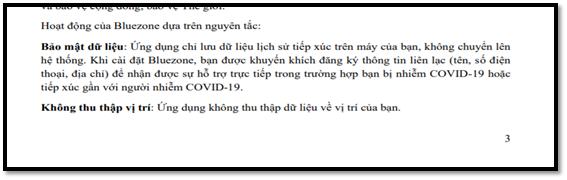 và bảo vệ cộng đồng, bảo vệ Thế giới.
Hoạt động của Bluezone dựa trên nguyên tắc:
Bảo mật dữ liệu: Ứng dụng chỉ lưu dữ liệu lịch sử tiếp xúc trên máy của bạn, không chuyển lên
hệ thống. Khi cài đặt Bluezone, bạn được khuyến khích đăng ký thông tin liên lạc (tên, số điện
thoại, địa chỉ) để nhận được sự hỗ trợ trực tiếp trong trường hợp bạn bị nhiễm COVID-19 hoặc
tiếp xúc gần với người nhiễm COVID-19.
Không thu thập vị trí: Ứng dụng không thu thập dữ liệu về vị trí của bạn.
3